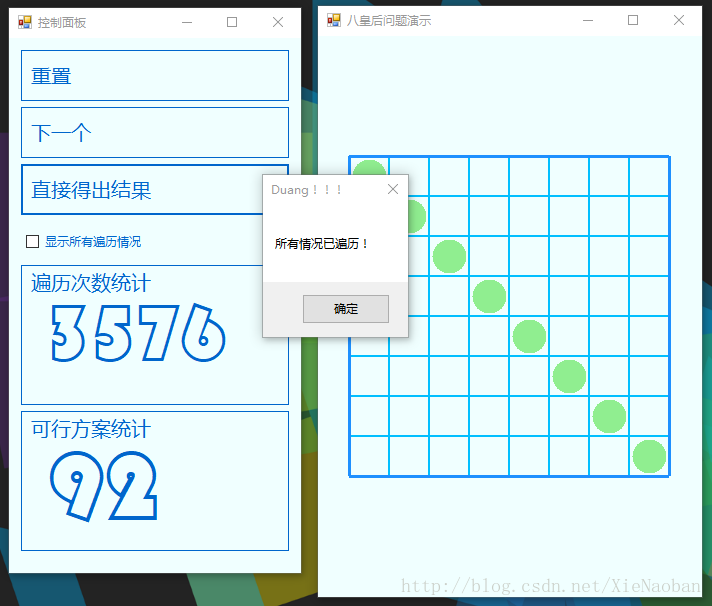 控制面板
重置
下一个
直接得出结果
显示所有遍历情况
遍历次数统计
3576
可行方案统计
92
八皇后问题演示
Duang！！！
所有情况已遍历！
确定
http://blog.csdn.net/XieNaoban